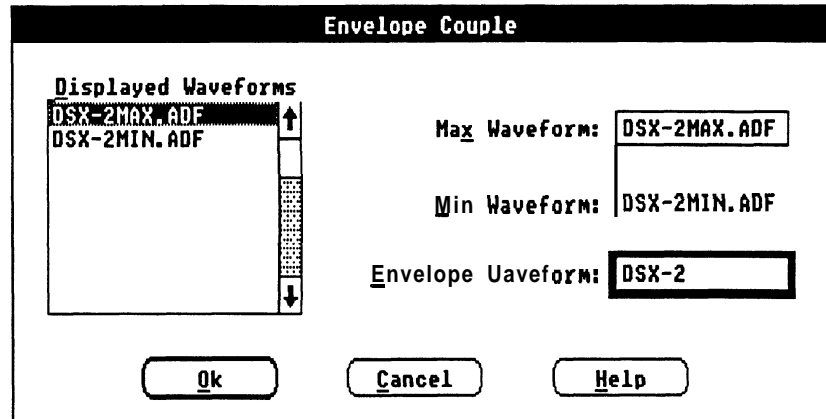 Envelope Couple
Displayed Waveforms
DSX-2MAX.ADF
DSX-2MIN.ADF
Max Waveform: DSX-2MAX.ADF
Min Waveform: DSX-2MIN.ADF
Envelope Uaveform: DSX-2
Ok Cancel Help